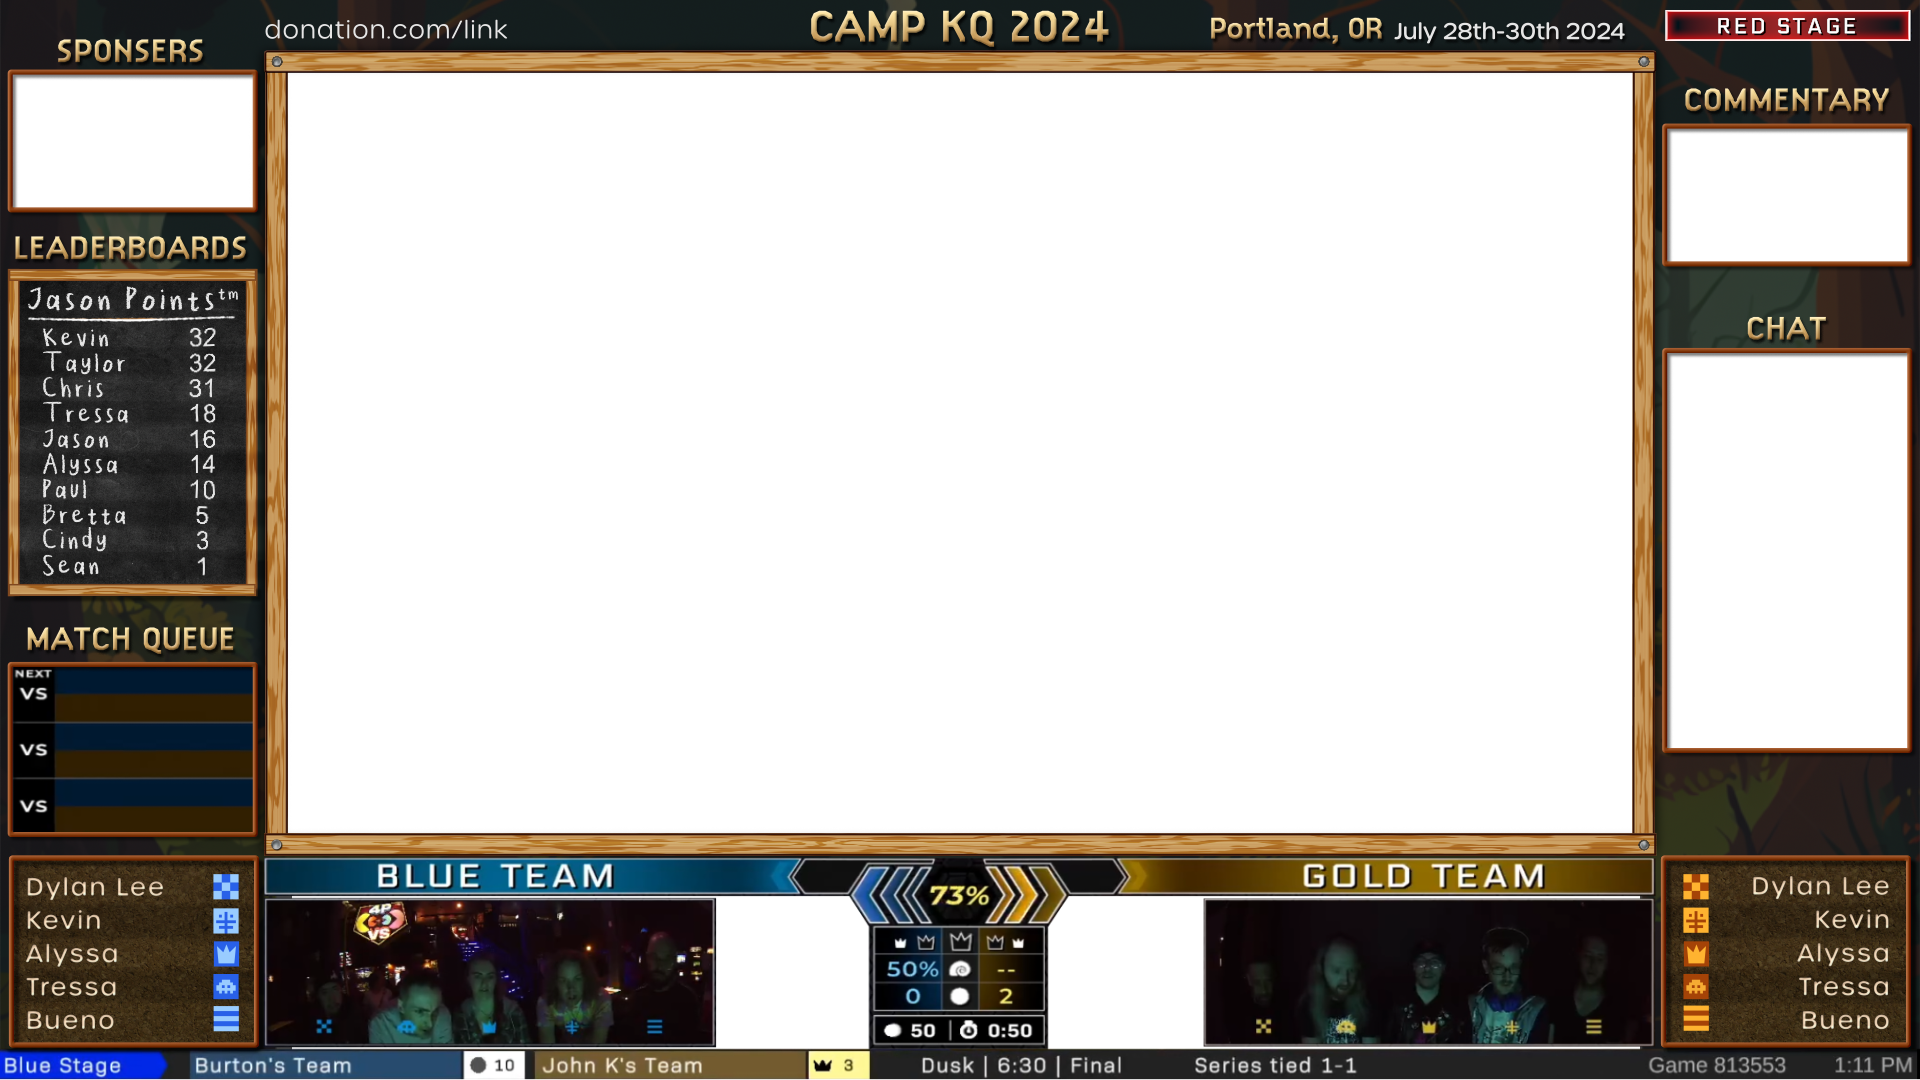 donation.com/link
CAMP KQ 2024
Portland, OR July 28th-30th 2024
RED STAGE
SPONSERS
COMMENTARY
CHAT
LEADERBOARDS
Jason Points™
Kevin 32
Taylor 32
Chris 31
Tressa 18
Jason 16
Alyssa 14
Paul 10
Bretta 5
Cindy 3
Sean 1
MATCH QUEUE
NEXT
VS
VS
VS
Dylan Lee
Kevin
Alyssa
Tressa
Bueno
BLUE TEAM
73%
GOLD TEAM
4P
VS
50% --
0 2
50 0:50
Dylan Lee
Kevin
Alyssa
Tressa
Bueno
Blue Stage Burton's Team 10 John K's Team 3 Dusk | 6:30 | Final Series tied 1-1 Game 813553 1:11 PM